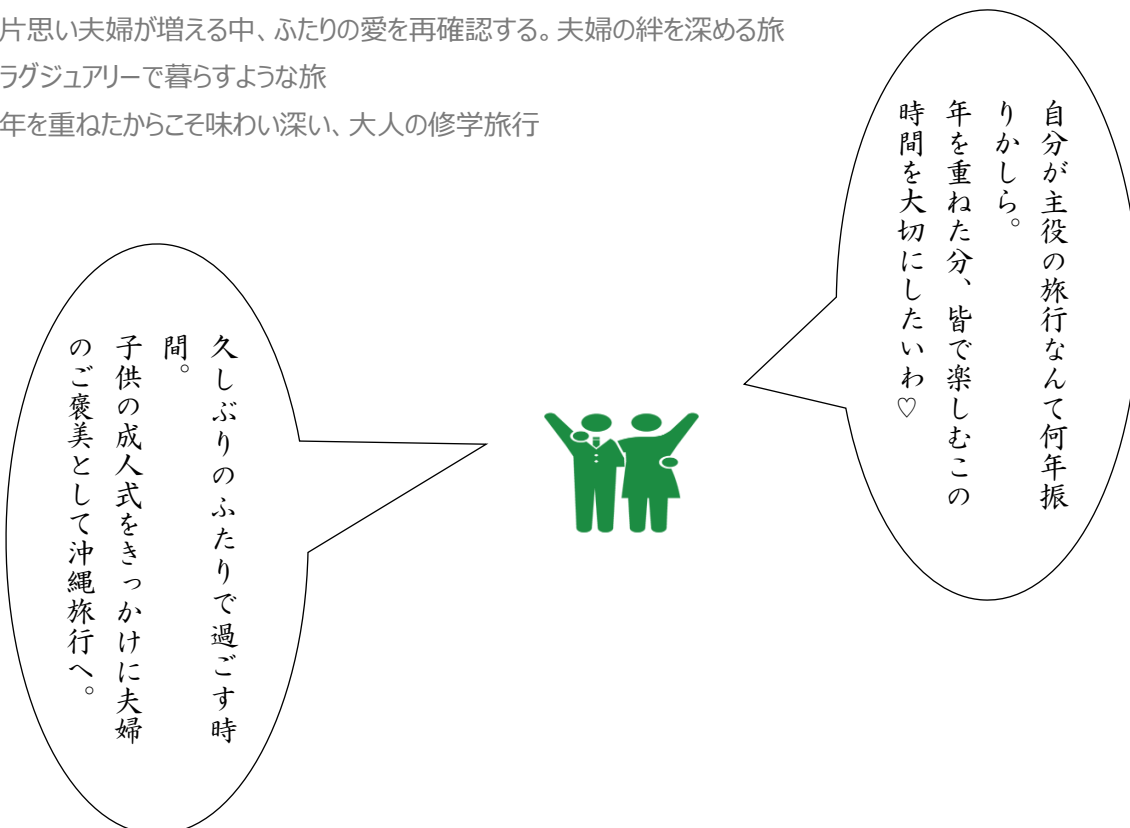 片思い夫婦が増える中、ふたりの愛を再確認する。夫婦の絆を深める旅
ラグジュアリーで暮らすような旅
年を重ねたからこそ味わい深い、大人の修学旅行
自分が主役の旅行なんて何年振
りかしら。
年を重ねた分、皆で楽しむこの
時間を大切にしたいわ♡
久しぶりのふたりで過ごす時
間。
子供の成人式をきっかけに夫婦
のご褒美として沖縄旅行へ。